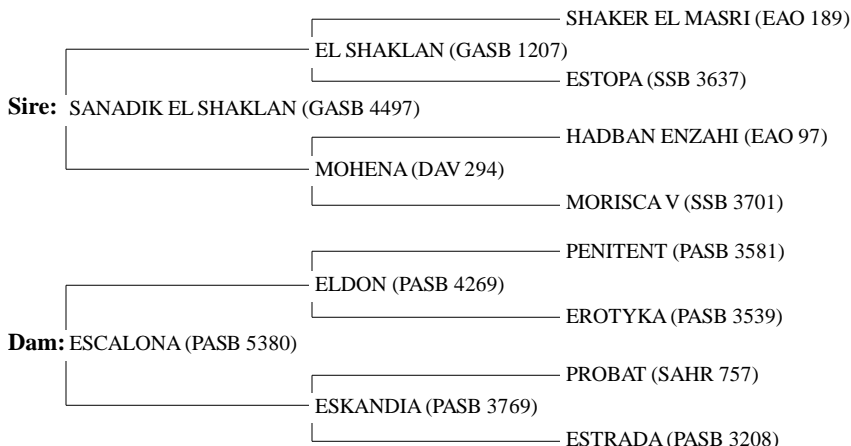 SHAKER EL MASRI (EAO 189)
EL SHAKLAN (GASB 1207)
ESTOPA (SSB 3637)
Sire: SANADIK EL SHAKLAN (GASB 4497)
HADBAN ENZAHI (EAO 97)
MOHENA (DAV 294)
MORISCA V (SSB 3701)
PENITENT (PASB 3581)
ELDON (PASB 4269)
EROTYKA (PASB 3539)
Dam: ESCALONA (PASB 5380)
PROBAT (SAHR 757)
ESKANDIA (PASB 3769)
ESTRADA (PASB 3208)